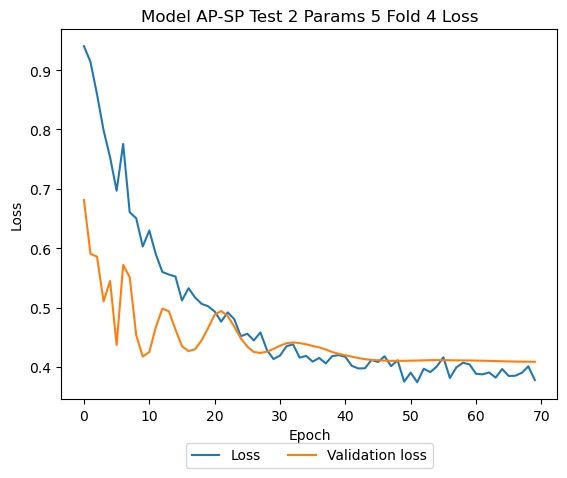 Model AP-SP Test 2 Params 5 Fold 4 Loss
Loss
0.9
0.8
0.7
0.6
0.5
0.4
0 10 20 30 40 50 60 70
Epoch
Loss Validation loss